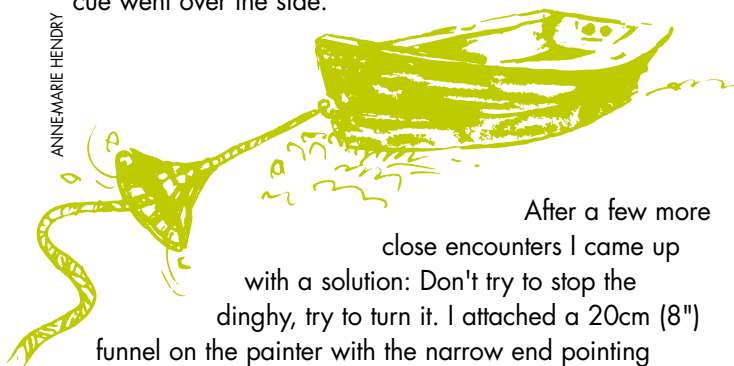 cue went over the side.
ANNE-MARIE HENDRY
After a few more
close encounters I came up
with a solution: Don't try to stop the
dinghy, try to turn it. I attached a 20cm (8")
funnel on the painter with the narrow end pointing